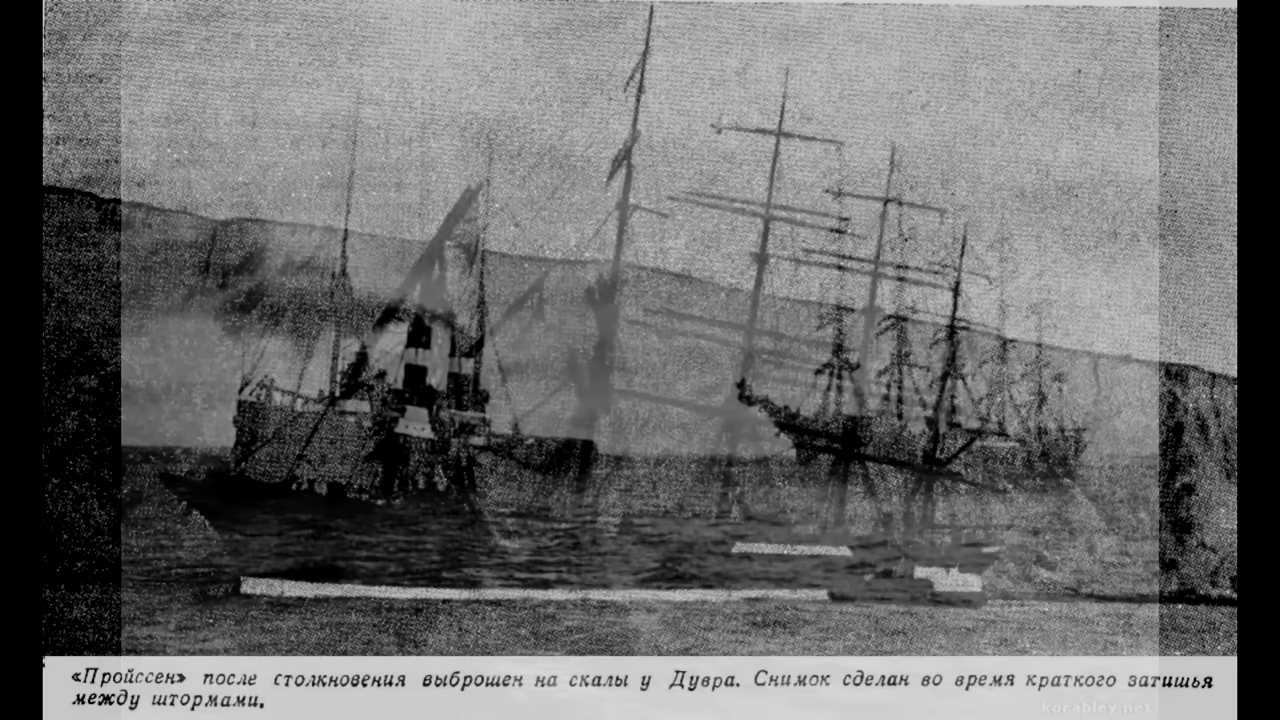 «Пройссен» после столкновения выброшен на скалы у Дувра. Снимок сделан во время краткого затишья
между штормами.
korabley.net